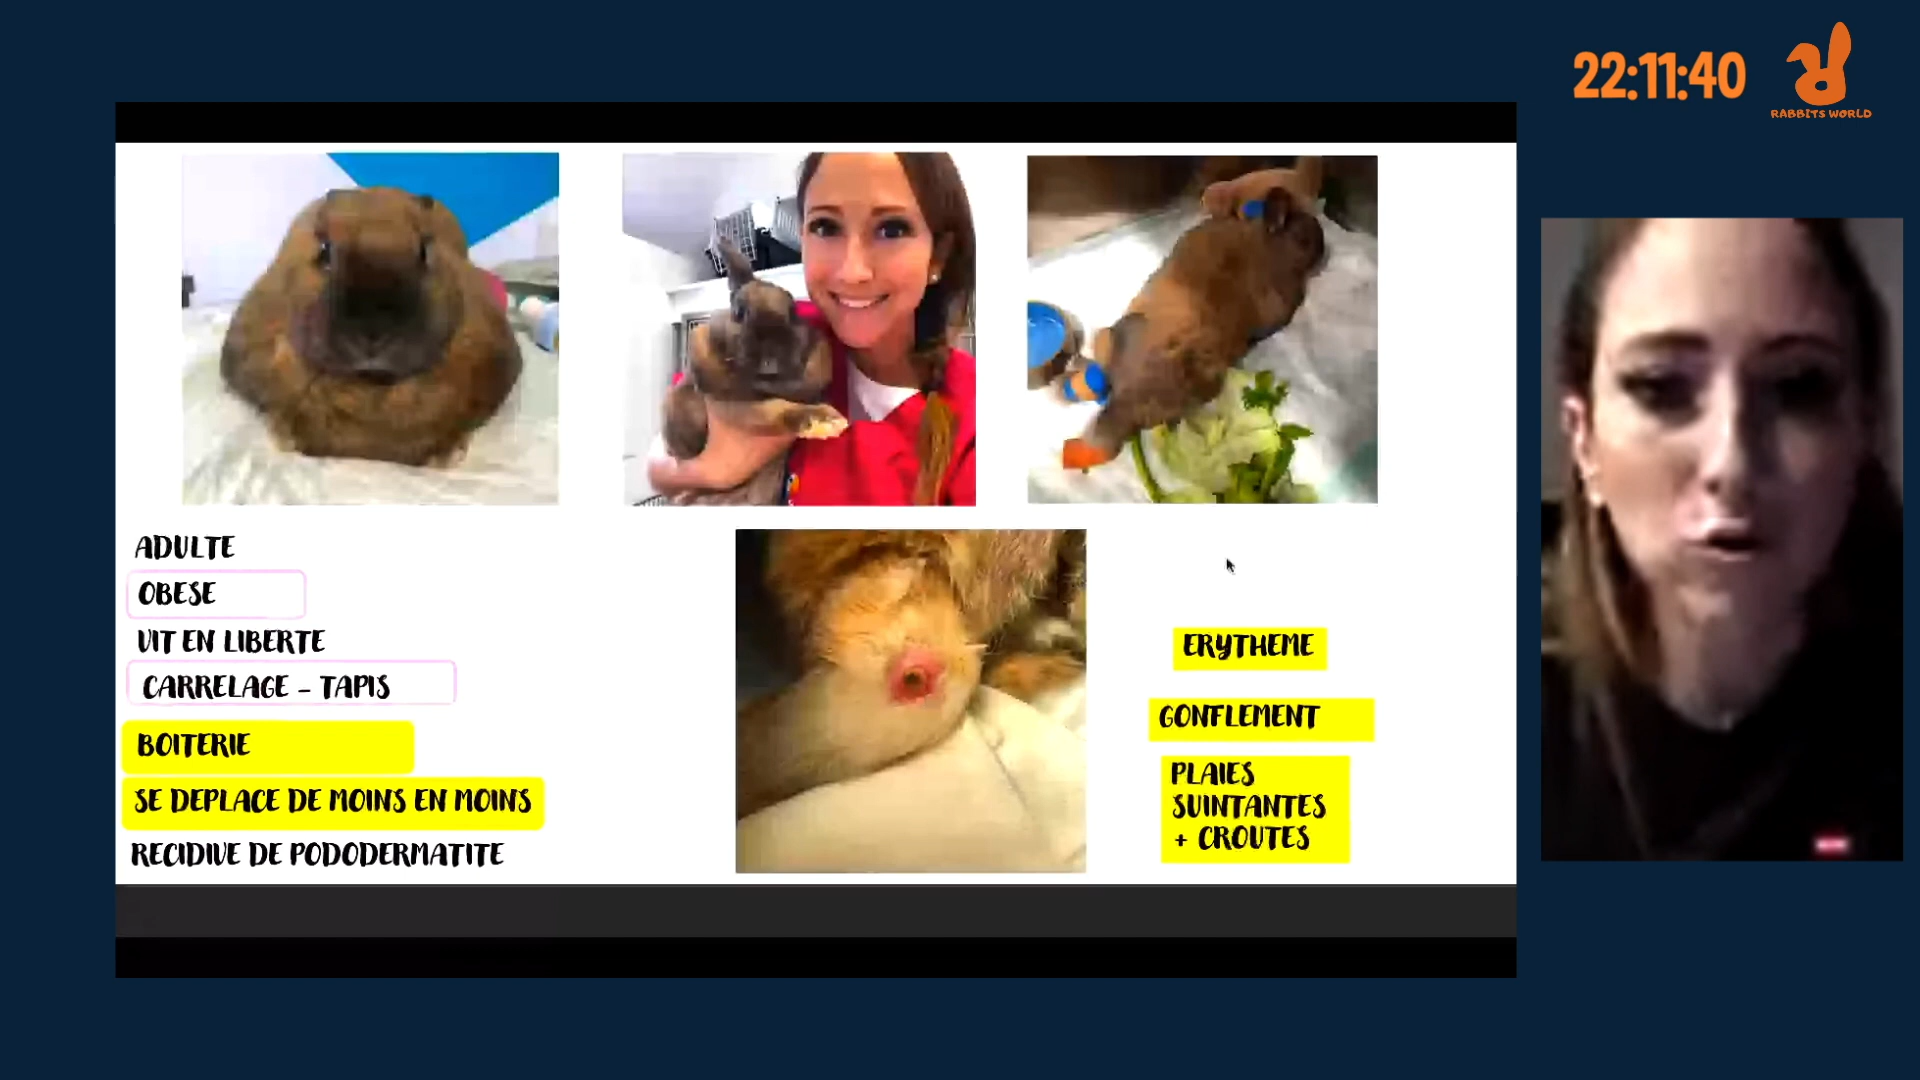 22:11:40
RABBITS WORLD
ADULTE
OBESE
VIT EN LIBERTE
CARRELAGE - TAPIS
BOITERIE
SE DEPLACE DE MOINS EN MOINS
RECIDIVE DE PODODERMATITE
ERYTHEME
GONFLEMENT
PLAIES
SUINTANTES
+ CROUTES